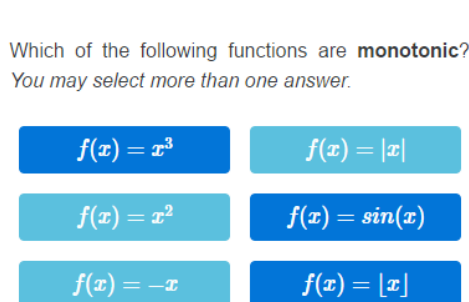 Which of the following functions are monotonic?
You may select more than one answer.
f(x) = x³
f(x) = |x|
f(x) = x²
f(x) = sin(x)
f(x) = −x
f(x) = ⌊x⌋